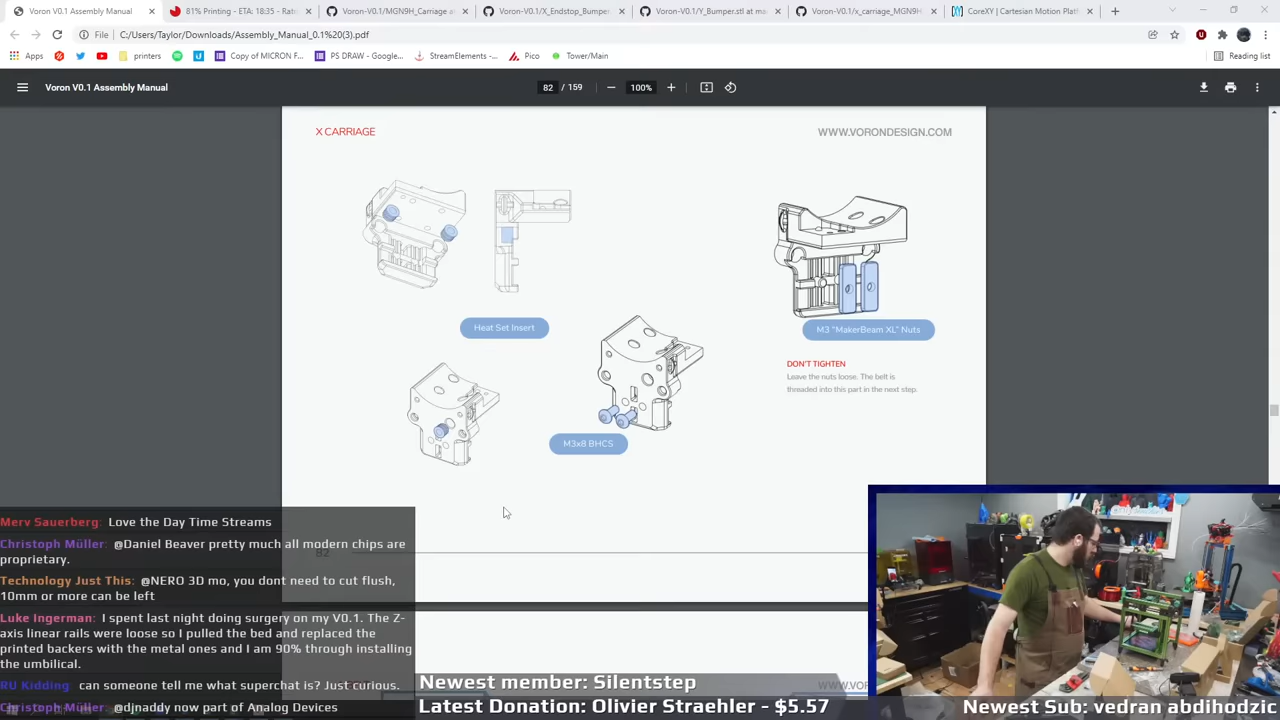 Voron V0.1 Assembly Manual
81% Printing - ETA: 18:35 - Rat
Voron-V0.1/MGN9H_Carriage a
Voron-V0.1/X_Endstop_Bumper
Voron-V0.1/Y_Bumper.stl at ma
Voron-V0.1/x_carriage_MGN9H
CoreXY | Cartesian Motion Platf
File C:/Users/Taylor/Downloads/Assembly_Manual_0.1%20(3).pdf
Apps printers Copy of MICRON F... PS DRAW - Google... StreamElements -... Pico Tower/Main Reading list
Voron V0.1 Assembly Manual 82 / 159 100%
X CARRIAGE
WWW.VORONDESIGN.COM
Heat Set Insert
M3 "MakerBeam XL" Nuts
DON'T TIGHTEN
Leave the nuts loose. The belt is
threaded into this part in the next step.
M3x8 BHCS
82
Merv Sauerberg: Love the Day Time Streams
Christoph Müller: @Daniel Beaver pretty much all modern chips are
proprietary.
Technology Just This: @NERO 3D mo, you dont need to cut flush,
10mm or more can be left
Luke Ingerman: I spent last night doing surgery on my V0.1. The Z-
axis linear rails were loose so I pulled the bed and replaced the
printed backers with the metal ones and I am 90% through installing
the umbilical.
RU Kidding: can someone tell me what superchat is? Just curious.
Christoph Müller: @djnaddy now part of Analog Devices
WWW.VOR
Newest member: Silentstep
Latest Donation: Olivier Straehler - $5.57
Newest Sub: vedran abdihodzic